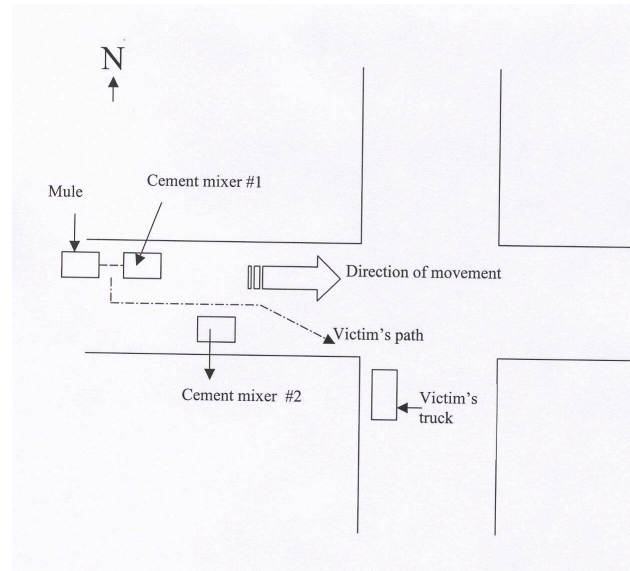 N
Cement mixer #1
Mule
Direction of movement
Victim's path
Cement mixer #2
Victim's
truck